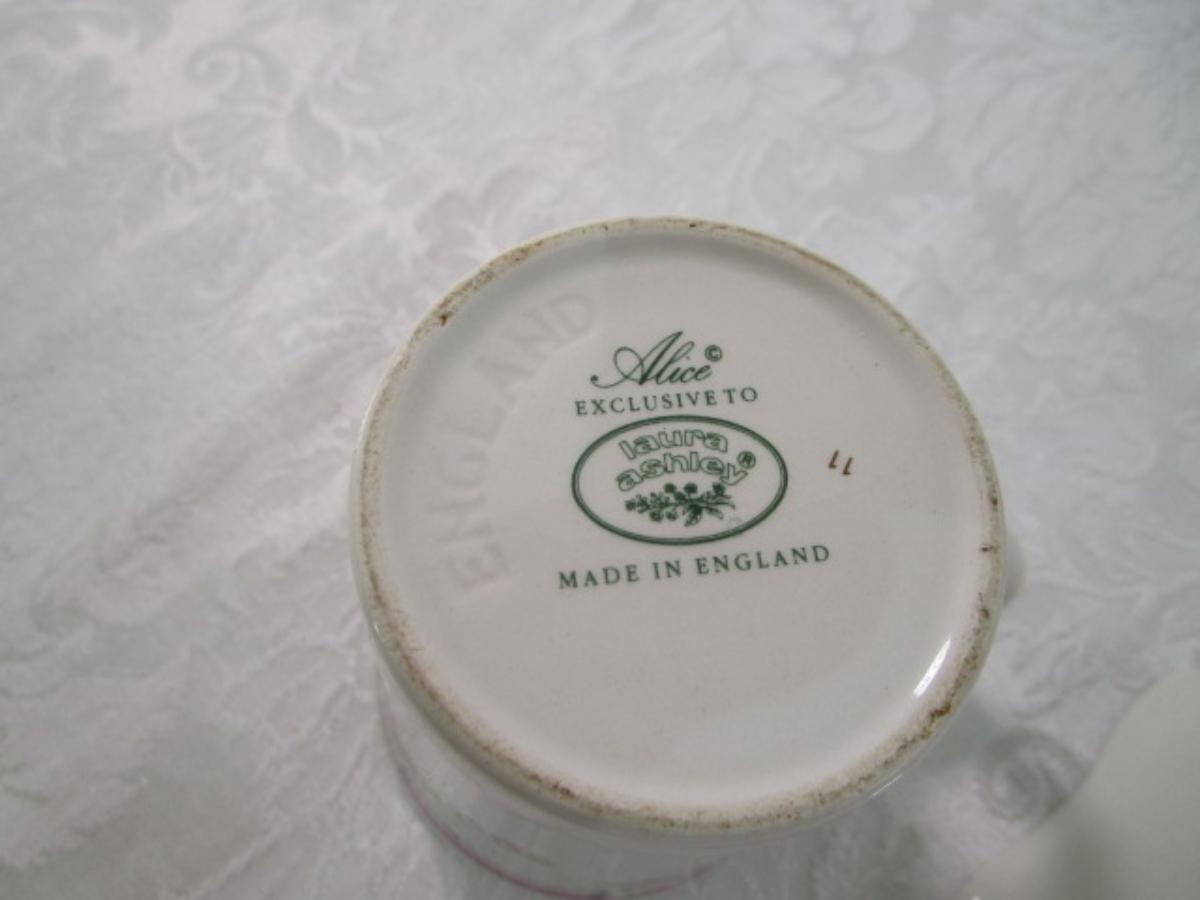 Alice©
EXCLUSIVE TO
laura
ashley®
MADE IN ENGLAND
ENGLAND
11